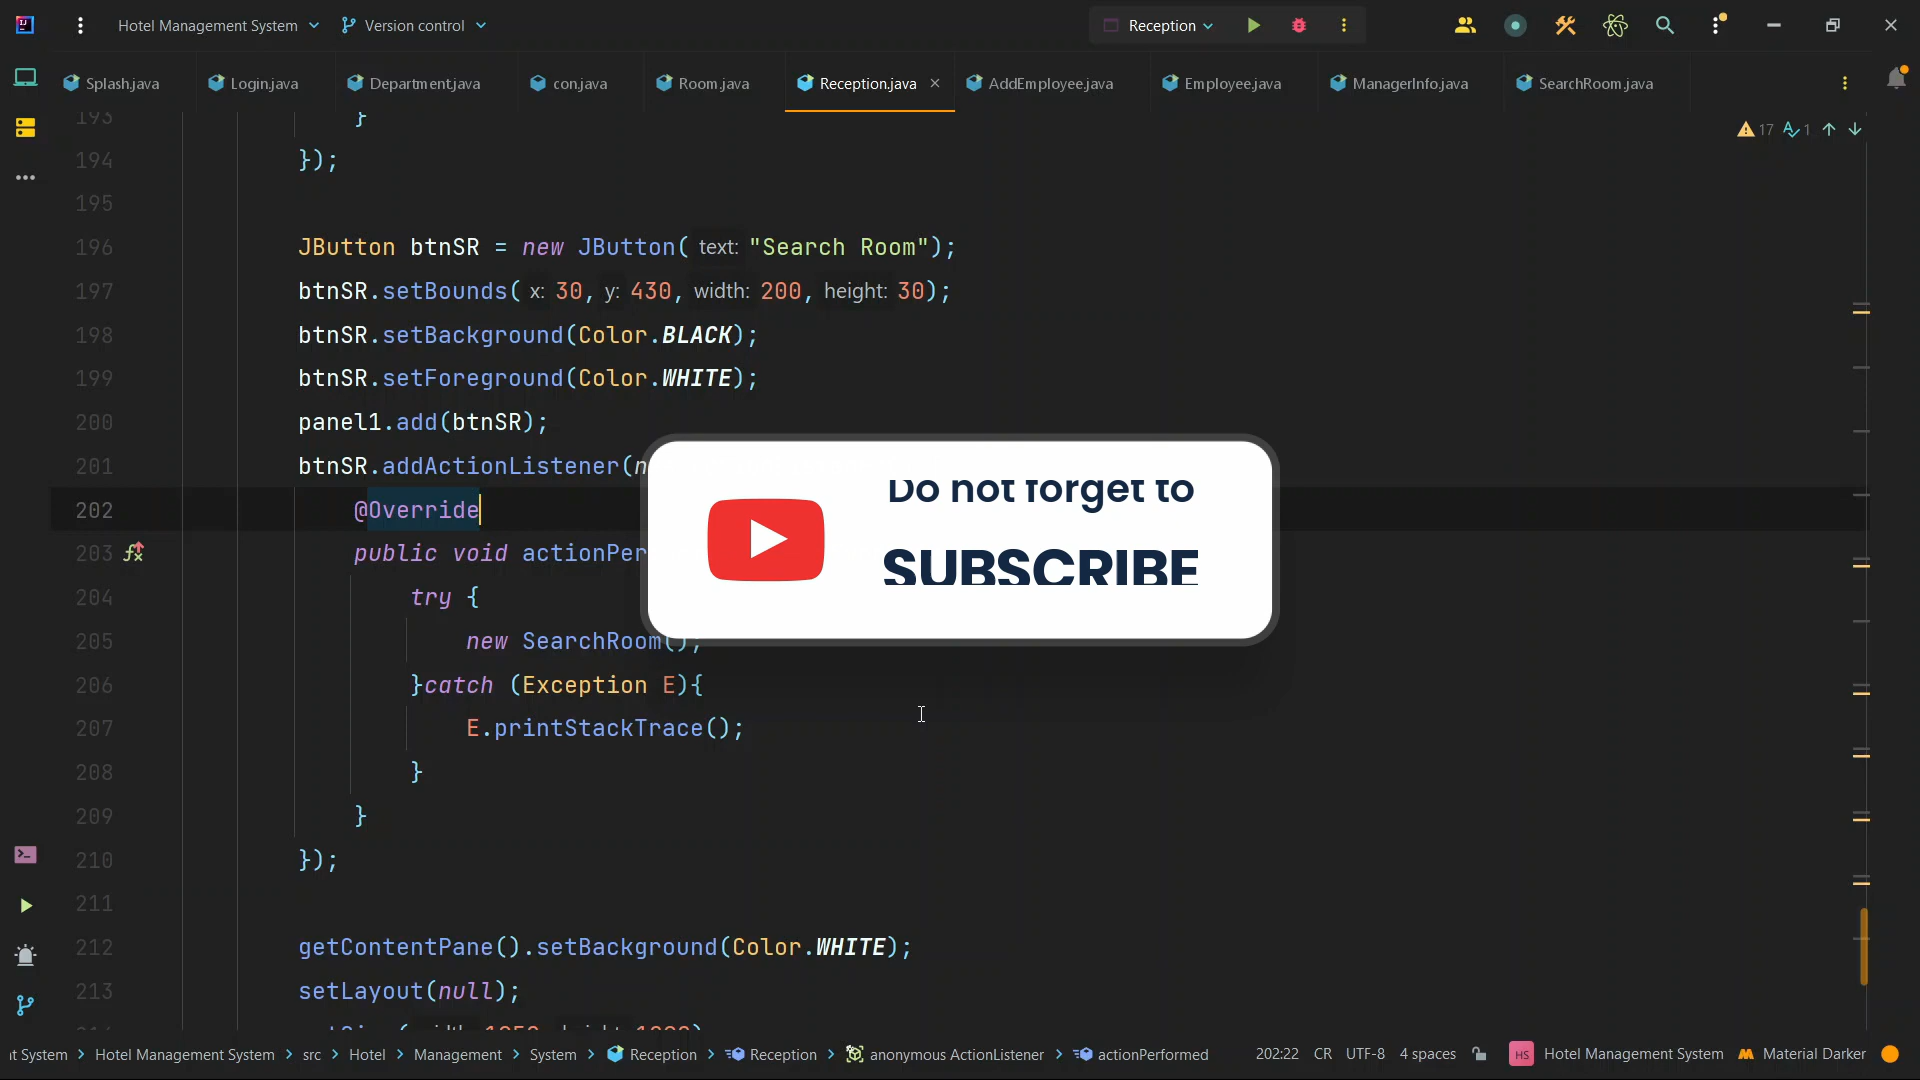 Hotel Management System
Version control
Reception
Splash.java
Login.java
Department.java
con.java
Room.java
Reception.java
AddEmployee.java
Employee.java
ManagerInfo.java
SearchRoom.java
17
1
193 }
194 });
195
196 JButton btnSR = new JButton( text: "Search Room");
197 btnSR.setBounds( x: 30, y: 430, width: 200, height: 30);
198 btnSR.setBackground(Color.BLACK);
199 btnSR.setForeground(Color.WHITE);
200 panel1.add(btnSR);
201 btnSR.addActionListener(n
202 @Override
203 public void actionPer
204 try {
205 new SearchRoom();
206 }catch (Exception E){
207 E.printStackTrace();
208 }
209 }
210 });
211
212 getContentPane().setBackground(Color.WHITE);
213 setLayout(null);
Do not forget to
SUBSCRIBE
System > Hotel Management System > src > Hotel > Management > System > Reception > Reception > anonymous ActionListener > actionPerformed
202:22 CR UTF-8 4 spaces HS Hotel Management System Material Darker